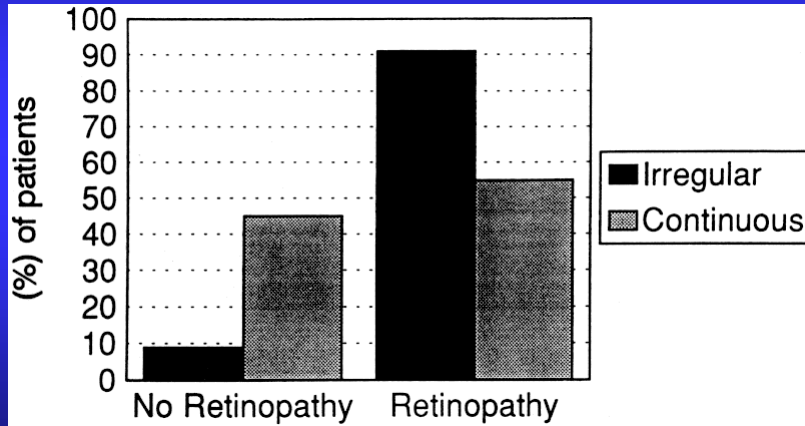 (%) of patients
100
90
80
70
60
50
40
30
20
10
0
No Retinopathy Retinopathy
Irregular
Continuous